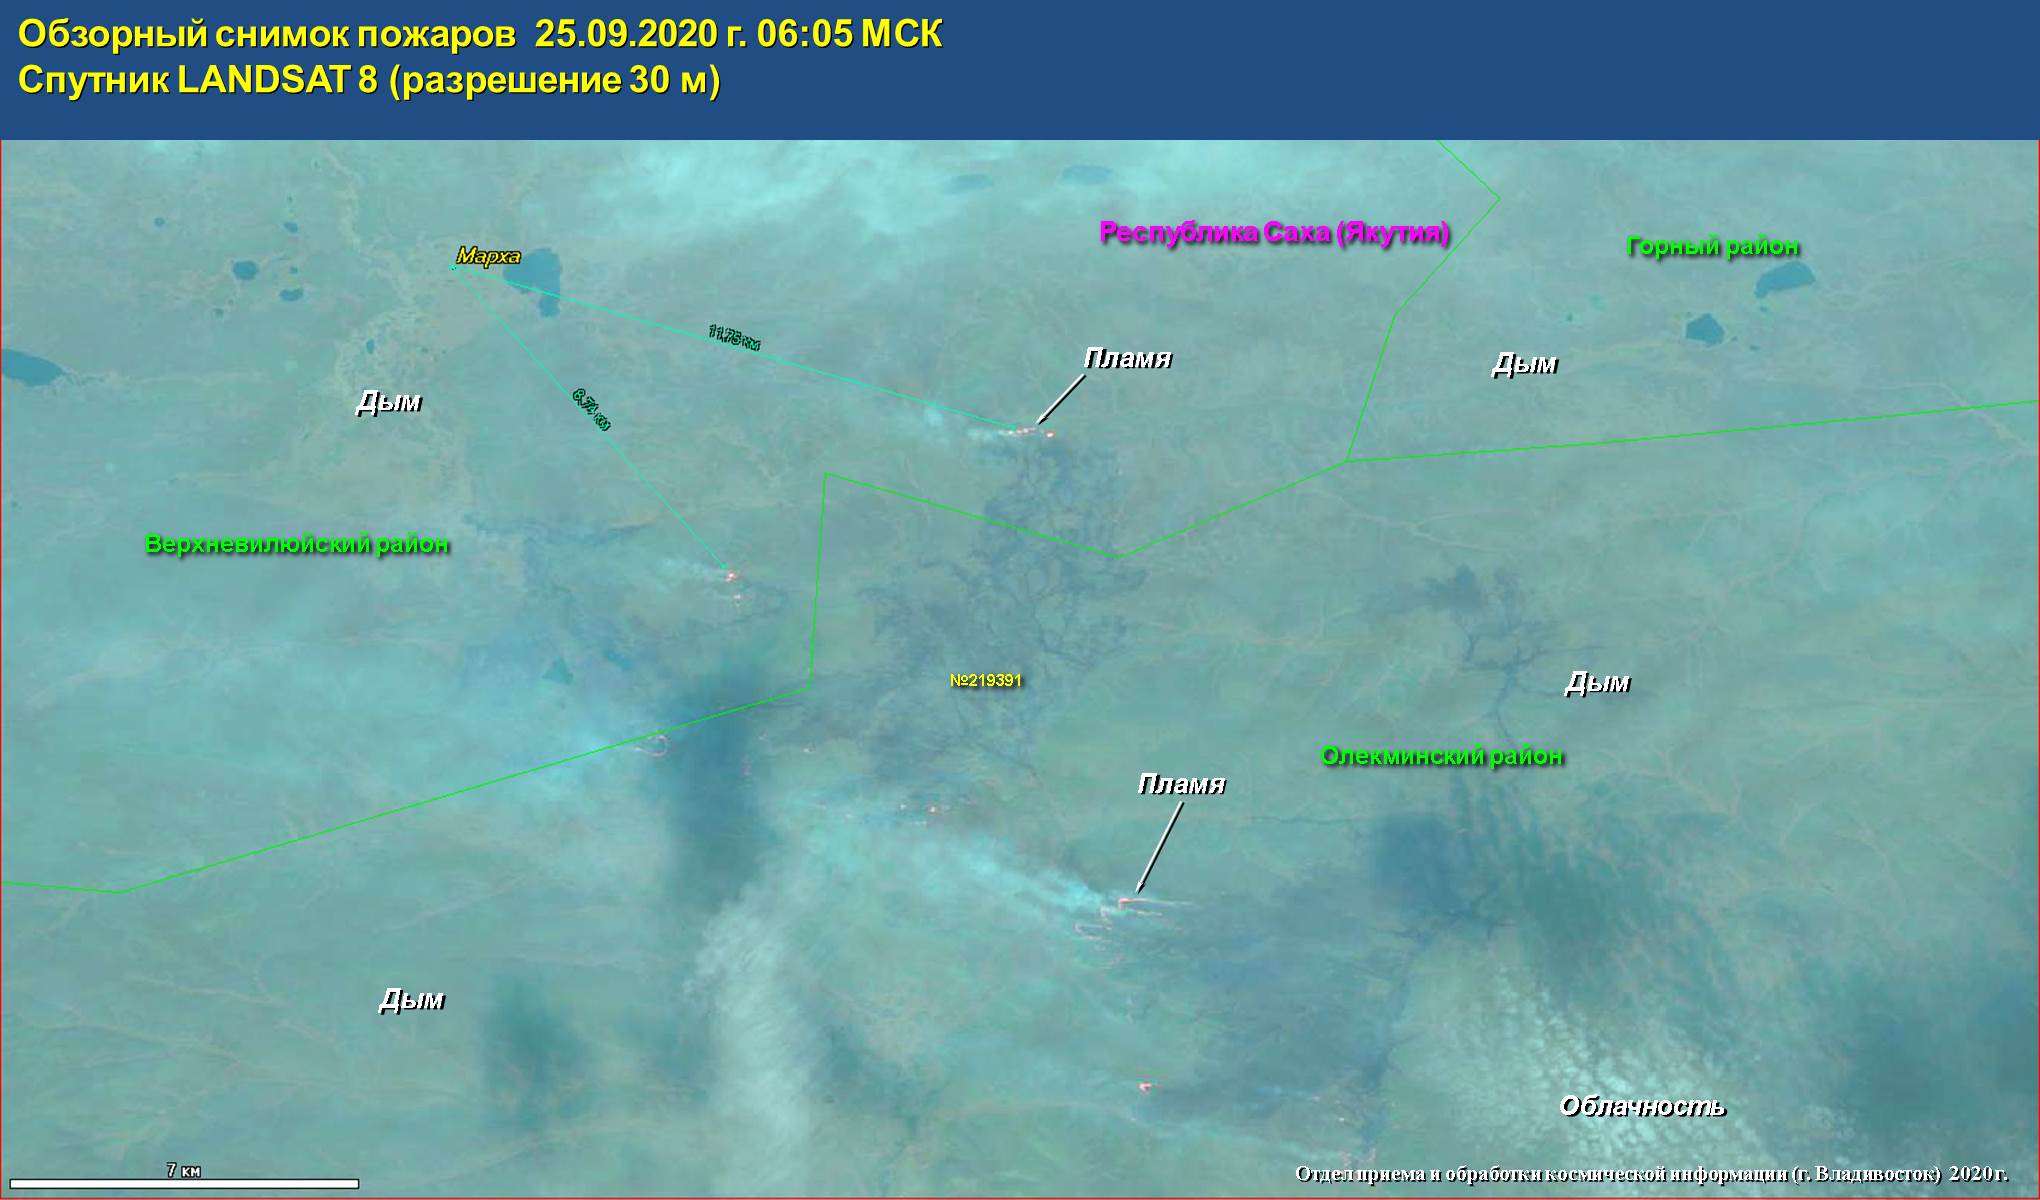 Обзорный снимок пожаров 25.09.2020 г. 06:05 МСК
Спутник LANDSAT 8 (разрешение 30 м)
Республика Саха (Якутия)
Горный район
Марха
11,75 км
Пламя
Дым
Дым
8,74 км
Верхневилюйский район
№219391
Дым
Олекминский район
Пламя
Дым
Облачность
7 км
Отдел приема и обработки космической информации (г. Владивосток) 2020 г.